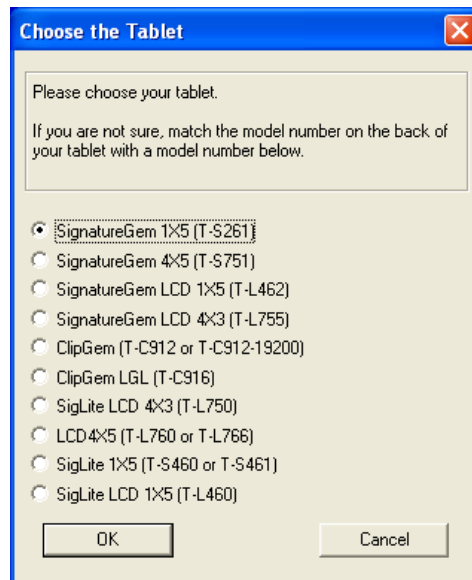 Choose the Tablet
Please choose your tablet.
If you are not sure, match the model number on the back of
your tablet with a model number below.
SignatureGem 1X5 (T-S261)
SignatureGem 4X5 (T-S751)
SignatureGem LCD 1X5 (T-L462)
SignatureGem LCD 4X3 (T-L755)
ClipGem (T-C912 or T-C912-19200)
ClipGem LGL (T-C916)
SigLite LCD 4X3 (T-L750)
LCD4X5 (T-L760 or T-L766)
SigLite 1X5 (T-S460 or T-S461)
SigLite LCD 1X5 (T-L460)
OK Cancel